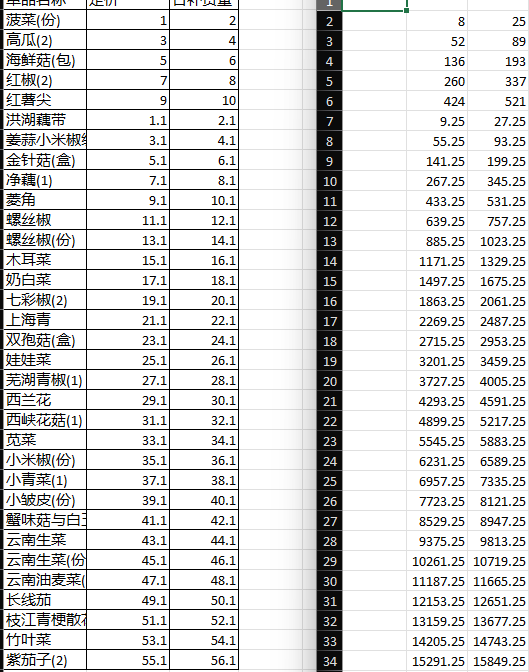 单品名称 定价 日补货量 1
菠菜(份) 1 2 2 8 25
高瓜(2) 3 4 3 52 89
海鲜菇(包) 5 6 4 136 193
红椒(2) 7 8 5 260 337
红薯尖 9 10 6 424 521
洪湖藕带 1.1 2.1 7 9.25 27.25
姜蒜小米椒 3.1 4.1 8 55.25 93.25
金针菇(盒) 5.1 6.1 9 141.25 199.25
净藕(1) 7.1 8.1 10 267.25 345.25
菱角 9.1 10.1 11 433.25 531.25
螺丝椒 11.1 12.1 12 639.25 757.25
螺丝椒(份) 13.1 14.1 13 885.25 1023.25
木耳菜 15.1 16.1 14 1171.25 1329.25
奶白菜 17.1 18.1 15 1497.25 1675.25
七彩椒(2) 19.1 20.1 16 1863.25 2061.25
上海青 21.1 22.1 17 2269.25 2487.25
双孢菇(盒) 23.1 24.1 18 2715.25 2953.25
娃娃菜 25.1 26.1 19 3201.25 3459.25
芜湖青椒(1) 27.1 28.1 20 3727.25 4005.25
西兰花 29.1 30.1 21 4293.25 4591.25
西峡花菇(1) 31.1 32.1 22 4899.25 5217.25
苋菜 33.1 34.1 23 5545.25 5883.25
小米椒(份) 35.1 36.1 24 6231.25 6589.25
小青菜(1) 37.1 38.1 25 6957.25 7335.25
小皱皮(份) 39.1 40.1 26 7723.25 8121.25
蟹味菇与白 41.1 42.1 27 8529.25 8947.25
云南生菜 43.1 44.1 28 9375.25 9813.25
云南生菜(份 45.1 46.1 29 10261.25 10719.25
云南油麦菜( 47.1 48.1 30 11187.25 11665.25
长线茄 49.1 50.1 31 12153.25 12651.25
枝江青梗散 51.1 52.1 32 13159.25 13677.25
竹叶菜 53.1 54.1 33 14205.25 14743.25
紫茄子(2) 55.1 56.1 34 15291.25 15849.25